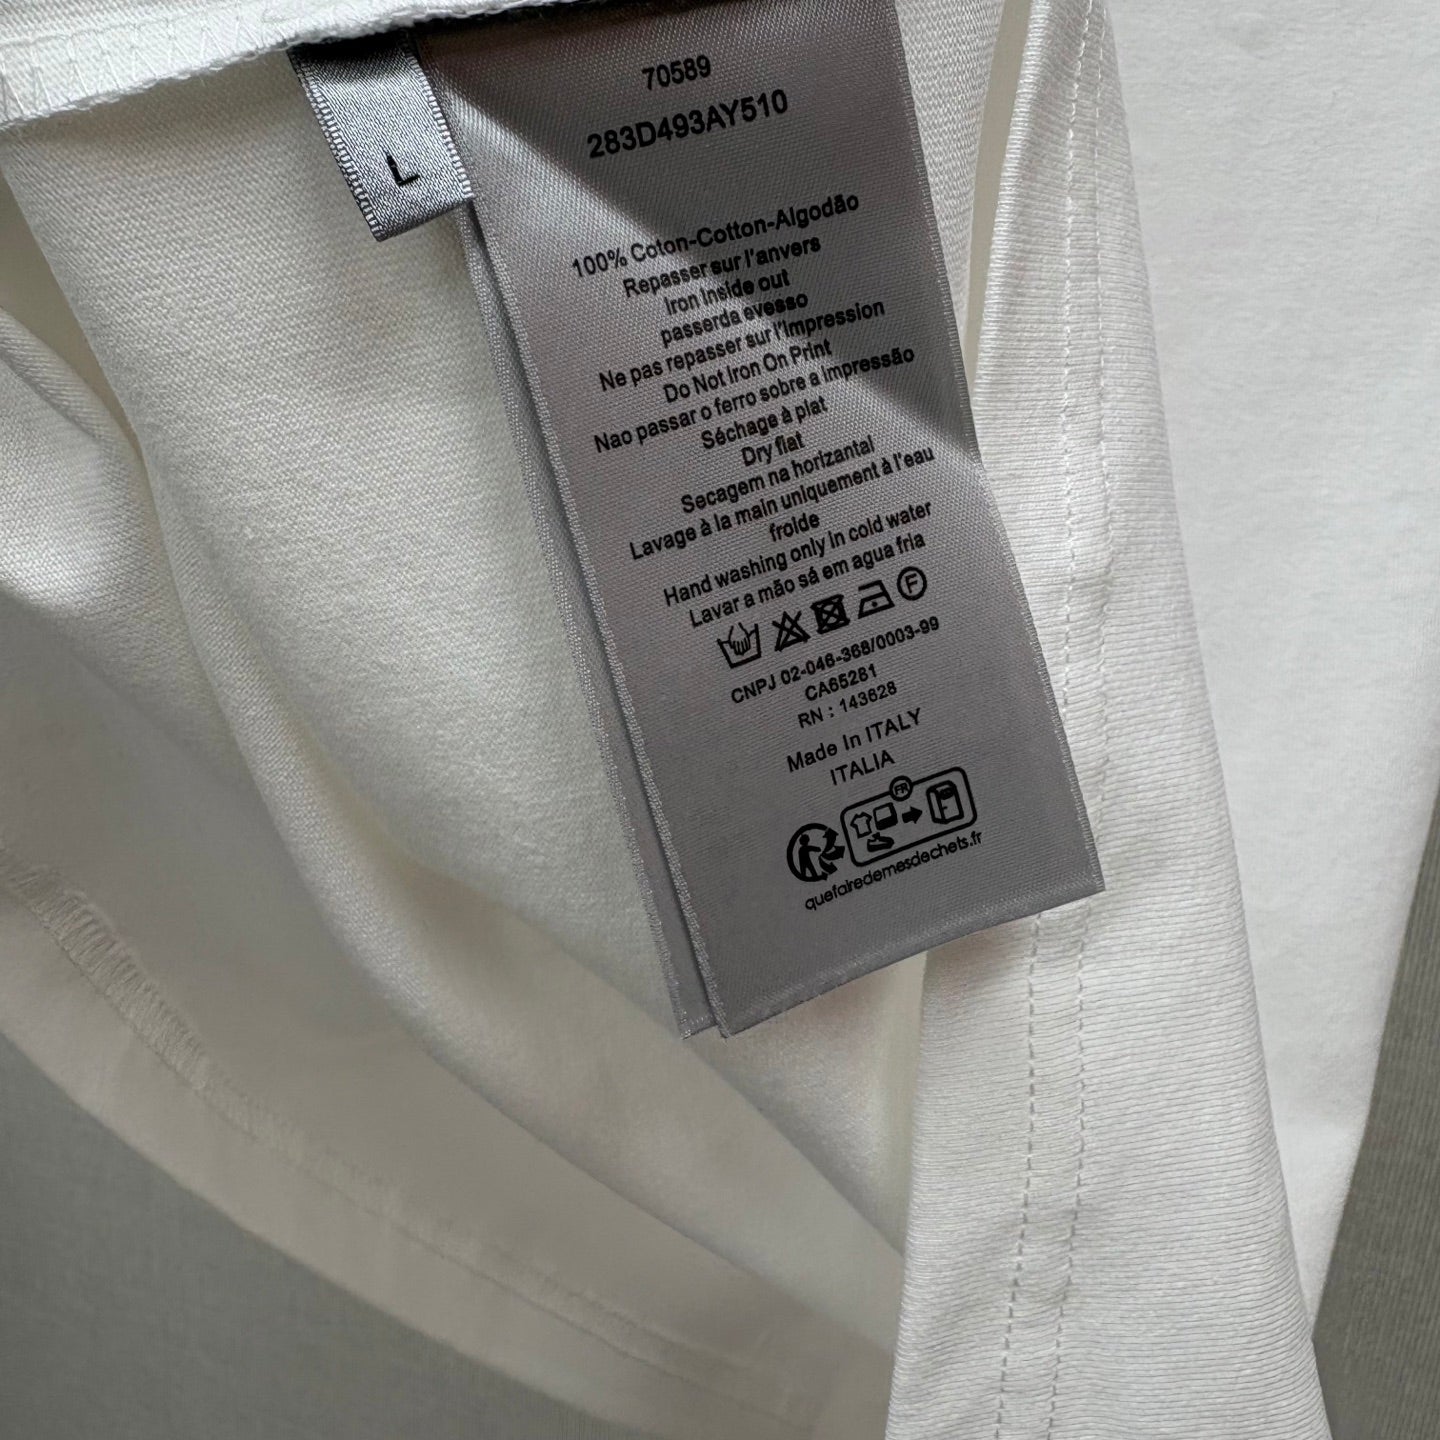 70589
283D493AY510
L
100% Coton-Cotton-Algodão
Repasser sur l'anvers
Iron Inside out
passerda evesso
Ne pas repasser sur l'Impression
Do Not Iron On Print
Nao passar o ferro sobre a Impressão
Séchage à plat
Dry flat
Secagem na horizantal
Lavage à la main uniquement à l'eau
froide
Hand washing only In cold water
Lavar a mão sá em agua fria
F
CNPJ 02-046-368/0003-99
CA65281
RN : 143628
Made In ITALY
ITALIA
FR
quefairedemesdechets.fr